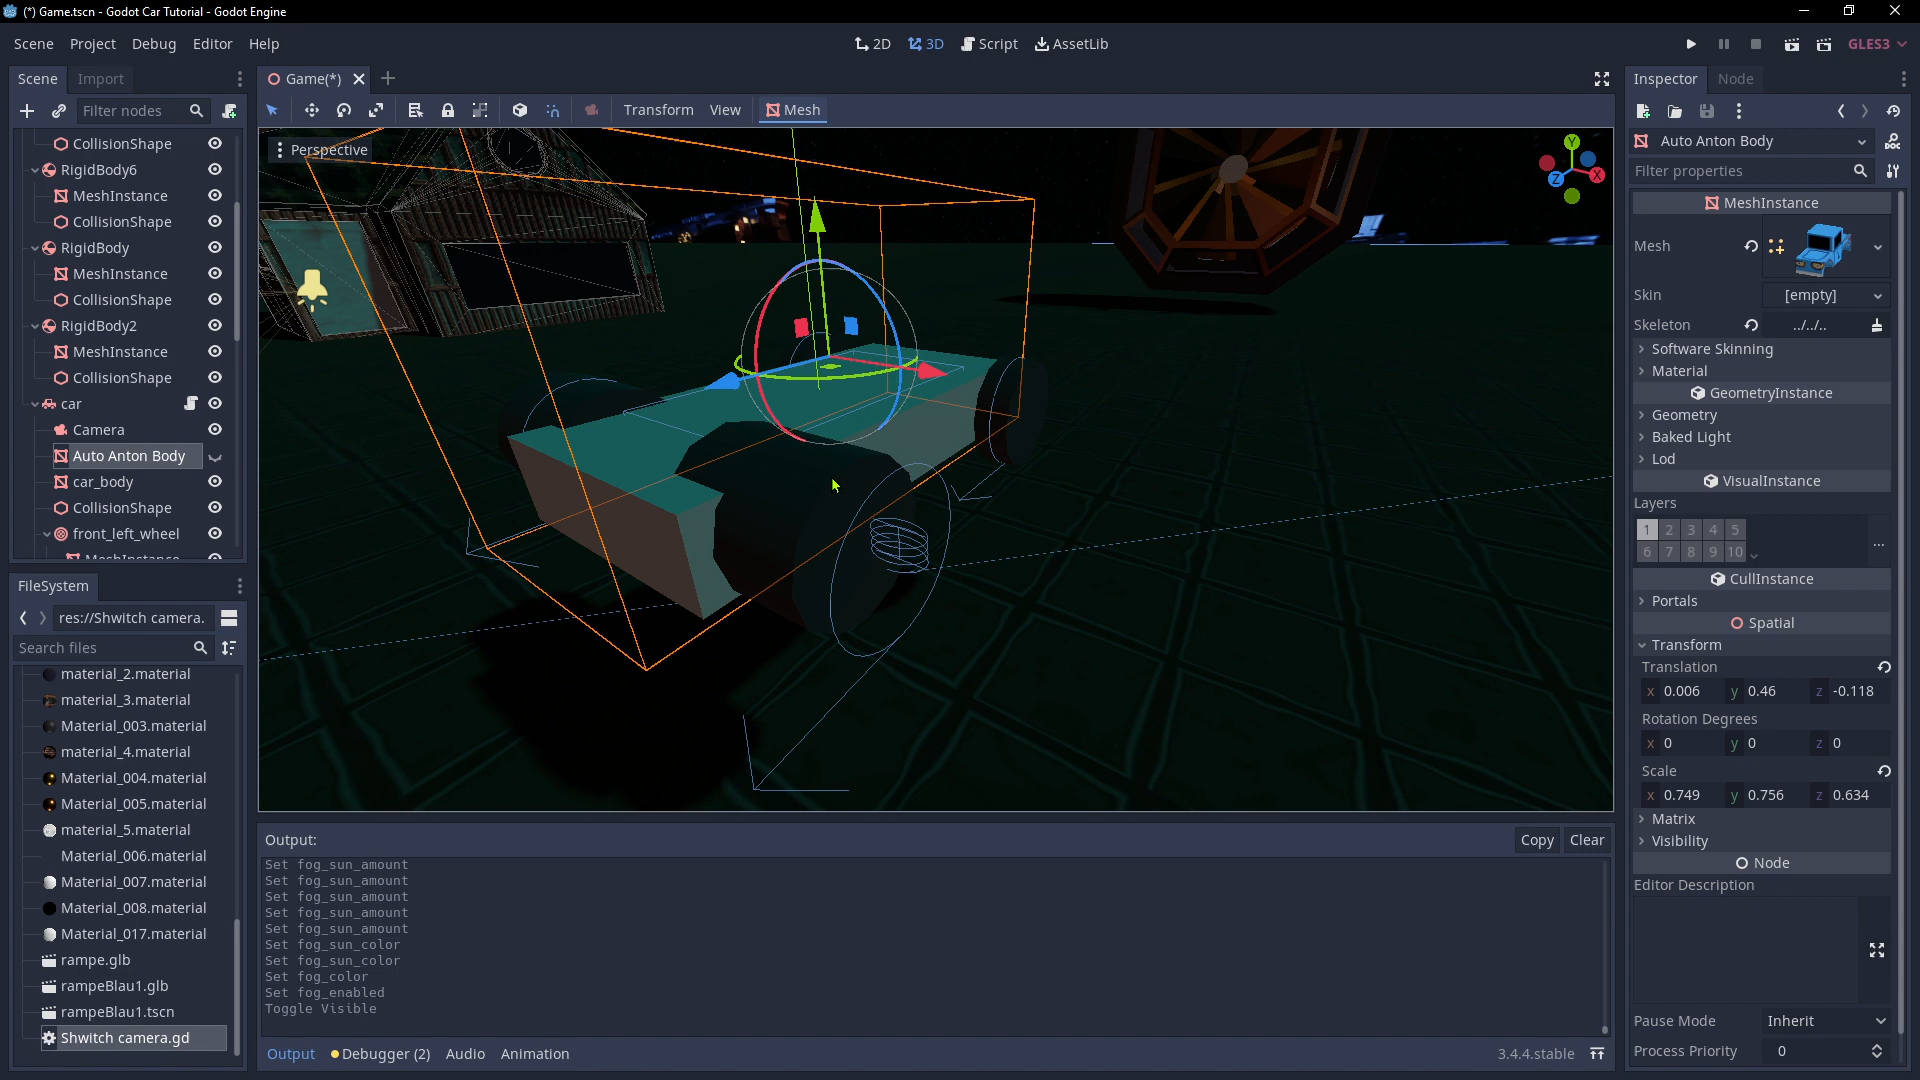 (*) Game.tscn - Godot Car Tutorial - Godot Engine
Scene Project Debug Editor Help
2D 3D Script AssetLib
GLES3
Scene Import
Game(*)
Inspector Node
Filter nodes
Transform View Mesh
Perspective
Y
X
Z
CollisionShape
RigidBody6
MeshInstance
CollisionShape
RigidBody
MeshInstance
CollisionShape
RigidBody2
MeshInstance
CollisionShape
car
Camera
Auto Anton Body
car_body
CollisionShape
front_left_wheel
MeshInstance
FileSystem
res://Shwitch camera.
Search files
material_2.material
material_3.material
Material_003.material
material_4.material
Material_004.material
Material_005.material
material_5.material
Material_006.material
Material_007.material
Material_008.material
Material_017.material
rampe.glb
rampeBlau1.glb
rampeBlau1.tscn
Shwitch camera.gd
Output:
Copy Clear
Set fog_sun_amount
Set fog_sun_amount
Set fog_sun_amount
Set fog_sun_amount
Set fog_sun_amount
Set fog_sun_color
Set fog_sun_color
Set fog_color
Set fog_enabled
Toggle Visible
Output Debugger (2) Audio Animation
3.4.4.stable
Auto Anton Body
Filter properties
MeshInstance
Mesh
Skin [empty]
Skeleton ../../..
Software Skinning
Material
GeometryInstance
Geometry
Baked Light
Lod
VisualInstance
Layers
1 2 3 4 5
6 7 8 9 10
...
CullInstance
Portals
Spatial
Transform
Translation
x 0.006 y 0.46 z -0.118
Rotation Degrees
x 0 y 0 z 0
Scale
x 0.749 y 0.756 z 0.634
Matrix
Visibility
Node
Editor Description
Pause Mode Inherit
Process Priority 0